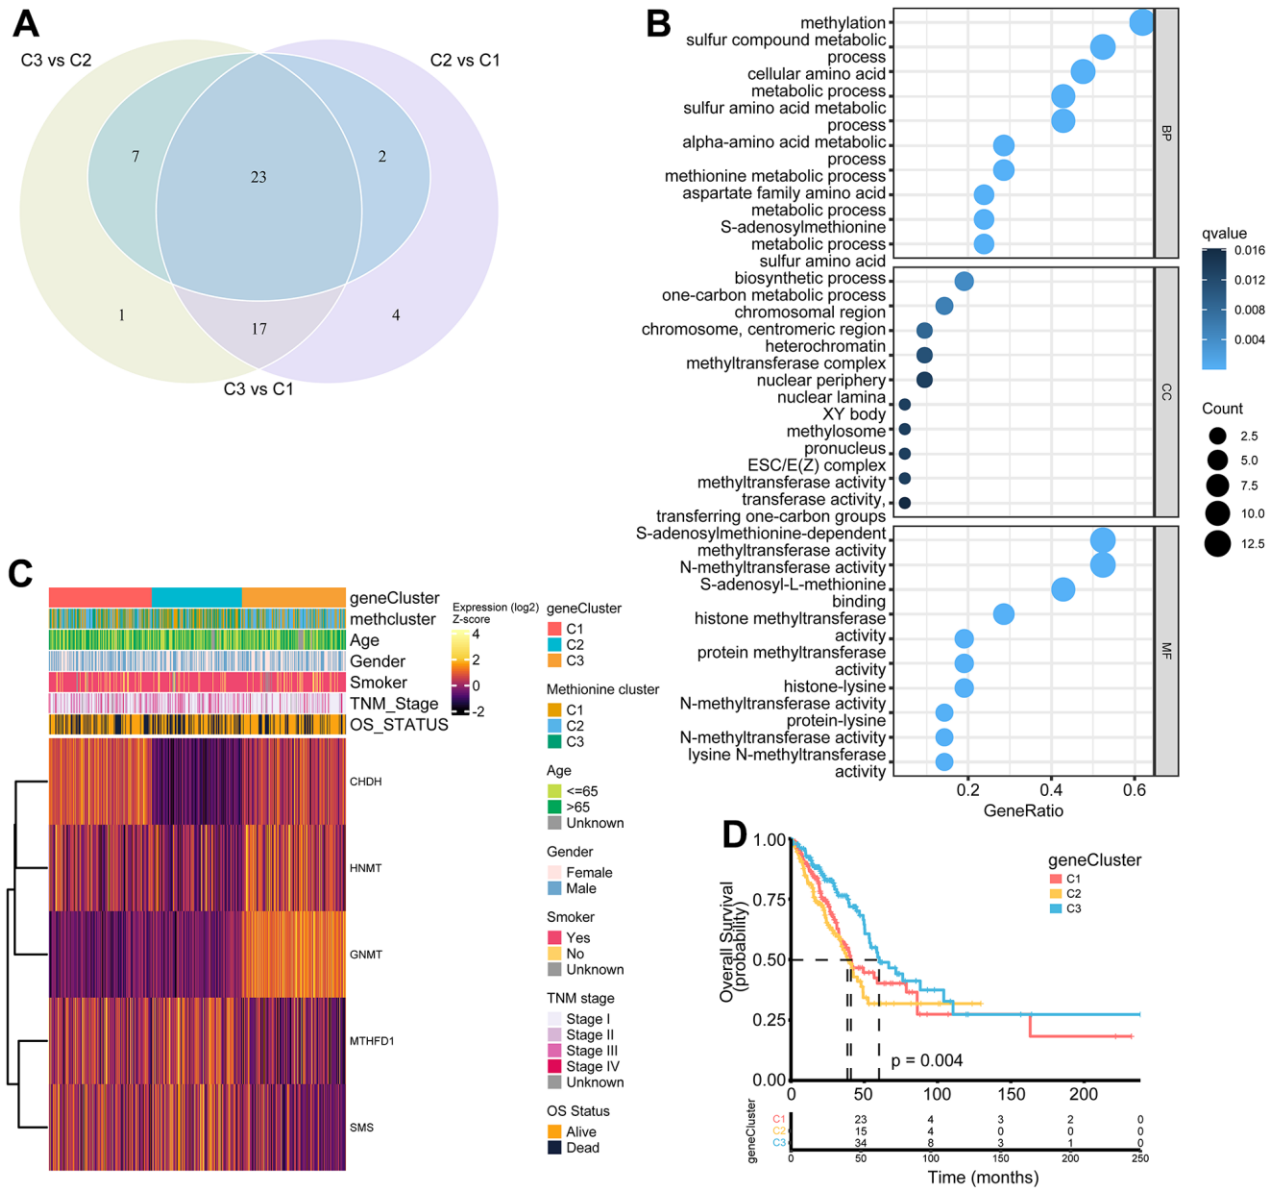 A
C3 vs C2
C2 vs C1
7
23
2
1
17
4
C3 vs C1
B
methylation
sulfur compound metabolic
process
cellular amino acid
metabolic process
sulfur amino acid metabolic
process
alpha-amino acid metabolic
process
methionine metabolic process
aspartate family amino acid
metabolic process
S-adenosylmethionine
metabolic process
sulfur amino acid
biosynthetic process
one-carbon metabolic process
chromosomal region
chromosome, centromeric region
heterochromatin
methyltransferase complex
nuclear periphery
nuclear lamina
XY body
methylosome
pronucleus
ESC/E(Z) complex
methyltransferase activity
transferase activity,
transferring one-carbon groups
S-adenosylmethionine-dependent
methyltransferase activity
N-methyltransferase activity
S-adenosyl-L-methionine
binding
histone methyltransferase
activity
protein methyltransferase
activity
histone-lysine
N-methyltransferase activity
protein-lysine
N-methyltransferase activity
lysine N-methyltransferase
activity
BP
CC
MF
0.2
0.4
0.6
GeneRatio
qvalue
0.016
0.012
0.008
0.004
Count
2.5
5.0
7.5
10.0
12.5
C
geneCluster
methcluster
Age
Gender
Smoker
TNM_Stage
OS_STATUS
CHDH
HNMT
GNMT
MTHFD1
SMS
Expression (log2)
Z-score
4
2
0
-2
geneCluster
C1
C2
C3
Methionine cluster
C1
C2
C3
Age
<=65
>65
Unknown
Gender
Female
Male
Smoker
Yes
No
Unknown
TNM stage
Stage I
Stage II
Stage III
Stage IV
Unknown
OS Status
Alive
Dead
D
Overall Survival
(probability)
1.00
0.75
0.50
0.25
0.00
geneCluster
C1
C2
C3
p = 0.004
0
50
100
150
200
geneCluster
C1 23 4 3 2 0
C2 15 4 0 0 0
C3 34 8 3 1 0
0 50 100 150 200 250
Time (months)